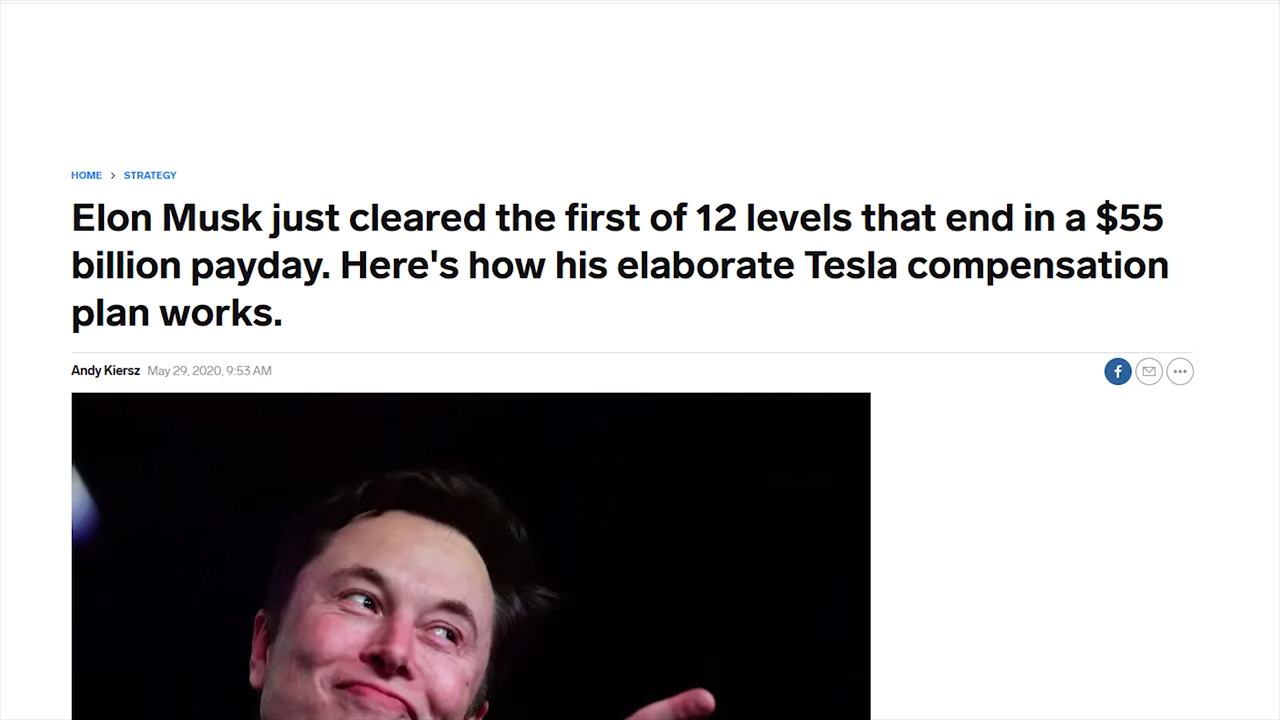 HOME > STRATEGY
Elon Musk just cleared the first of 12 levels that end in a $55
billion payday. Here's how his elaborate Tesla compensation
plan works.
Andy Kiersz May 29, 2020, 9:53 AM